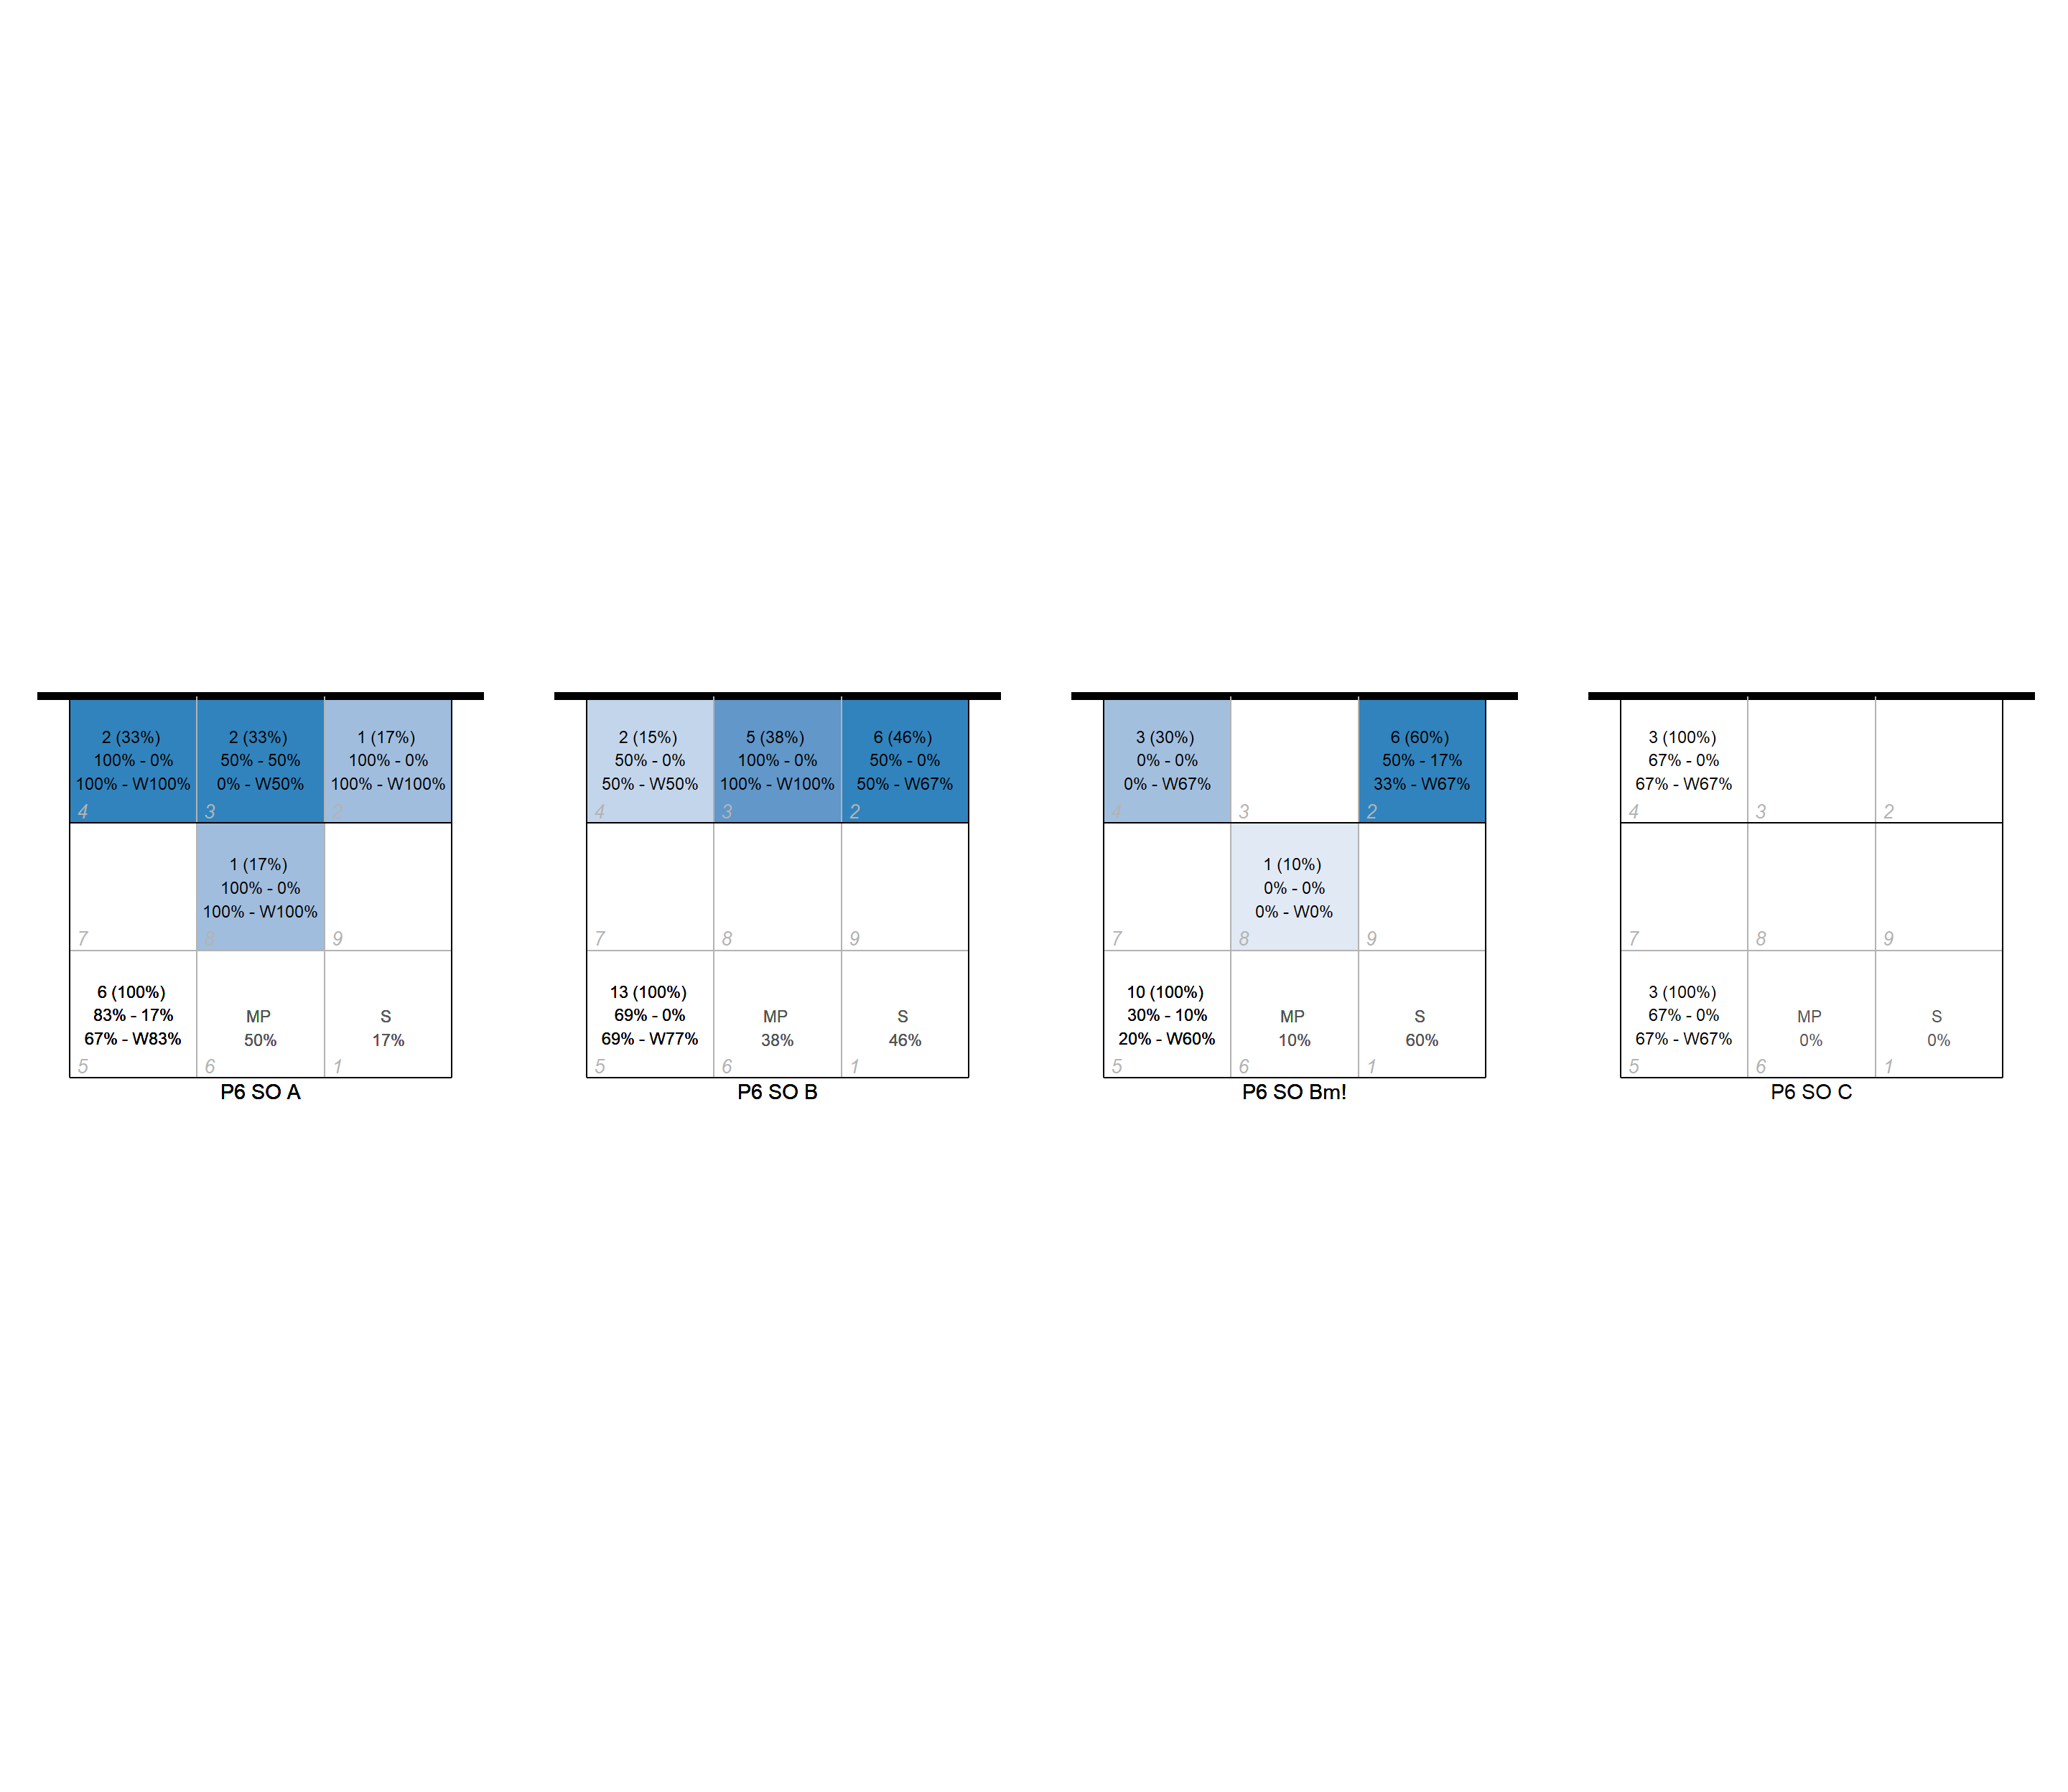 2 (33%)
100% - 0%
100% - W100%
4
2 (33%)
50% - 50%
0% - W50%
3
1 (17%)
100% - 0%
100% - W100%
2
7
1 (17%)
100% - 0%
100% - W100%
8
9
6 (100%)
83% - 17%
67% - W83%
5
MP
50%
6
S
17%
1
P6 SO A
2 (15%)
50% - 0%
50% - W50%
4
5 (38%)
100% - 0%
100% - W100%
3
6 (46%)
50% - 0%
50% - W67%
2
7
8
9
13 (100%)
69% - 0%
69% - W77%
5
MP
38%
6
S
46%
1
P6 SO B
3 (30%)
0% - 0%
0% - W67%
4
3
6 (60%)
50% - 17%
33% - W67%
2
7
1 (10%)
0% - 0%
0% - W0%
8
9
10 (100%)
30% - 10%
20% - W60%
5
MP
10%
6
S
60%
1
P6 SO Bm!
3 (100%)
67% - 0%
67% - W67%
4
3
2
7
8
9
3 (100%)
67% - 0%
67% - W67%
5
MP
0%
6
S
0%
1
P6 SO C